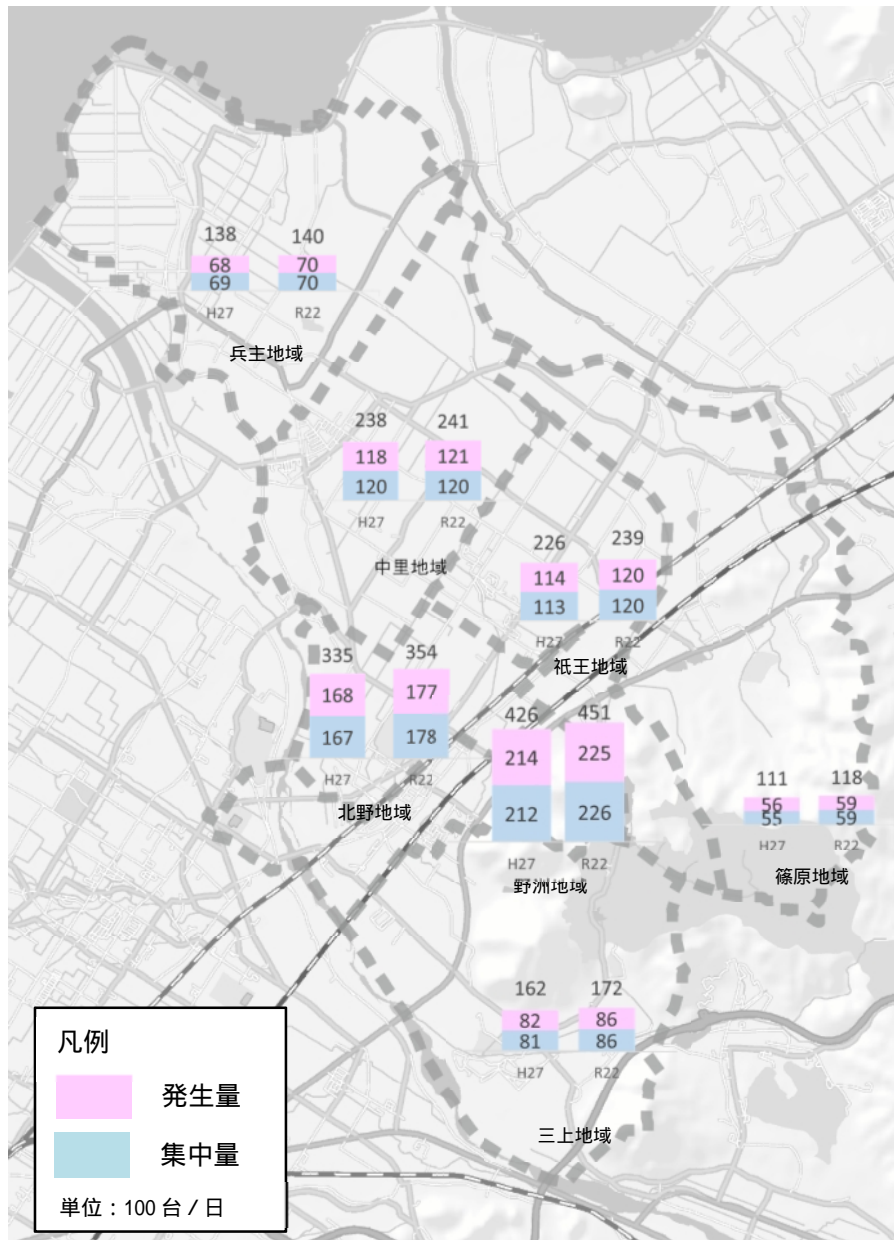 138 140
68 70
69 70
H27 R22
兵主地域
238 241
118 121
120 120
H27 R22
中里地域
226 239
114 120
113 120
H27 R22
祇王地域
335 354
168 177
167 178
H27 R22
北野地域
426 451
214 225
212 226
H27 R22
野洲地域
111 118
56 59
55 59
H27 R22
篠原地域
162 172
82 86
81 86
H27 R22
三上地域
凡例
発生量
集中量
単位:100台/日